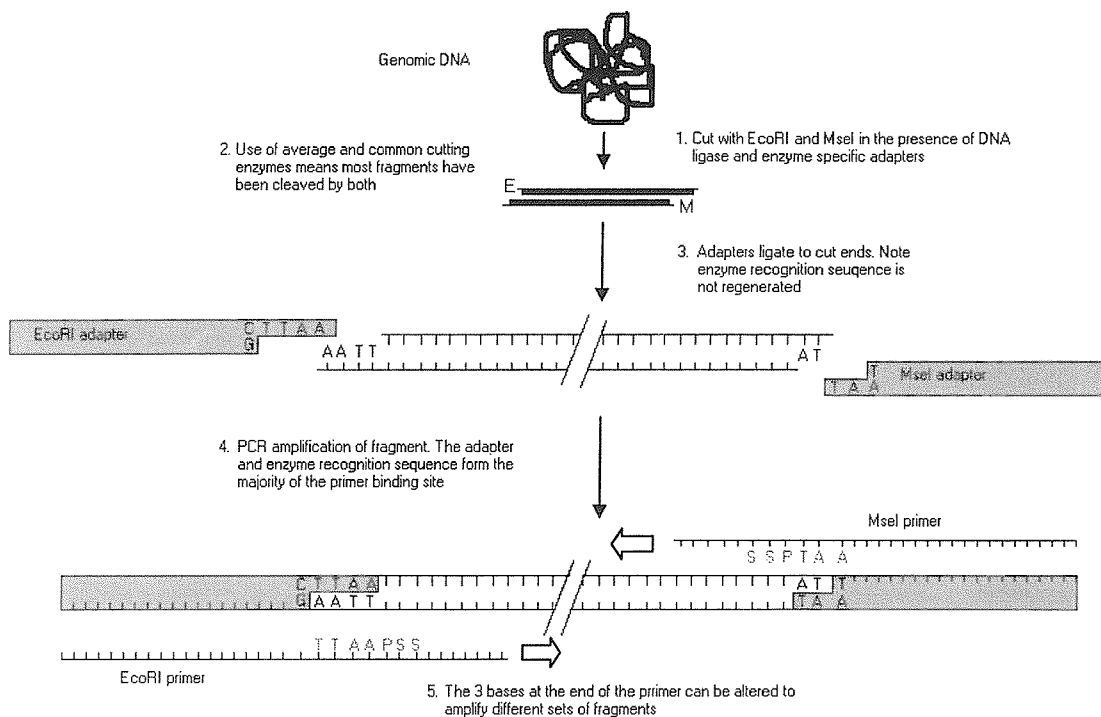 Genomic DNA
1. Cut with EcoRI and MseI in the presence of DNA
ligase and enzyme specific adapters
2. Use of average and common cutting
enzymes means most fragments have
been cleaved by both
E
M
3. Adapters ligate to cut ends. Note
enzyme recognition seuqence is
not regenerated
EcoRI adapter
C T T A A
G
A A T T
A T
T
T A A
MseI adapter
4. PCR amplification of fragment. The adapter
and enzyme recognition sequence form the
majority of the primer binding site
MseI primer
S S P T A A A
C T T A A
G A A T T
A T T
T A A
T T A A P S S
EcoRI primer
5. The 3 bases at the end of the primer can be altered to
amplify different sets of fragments